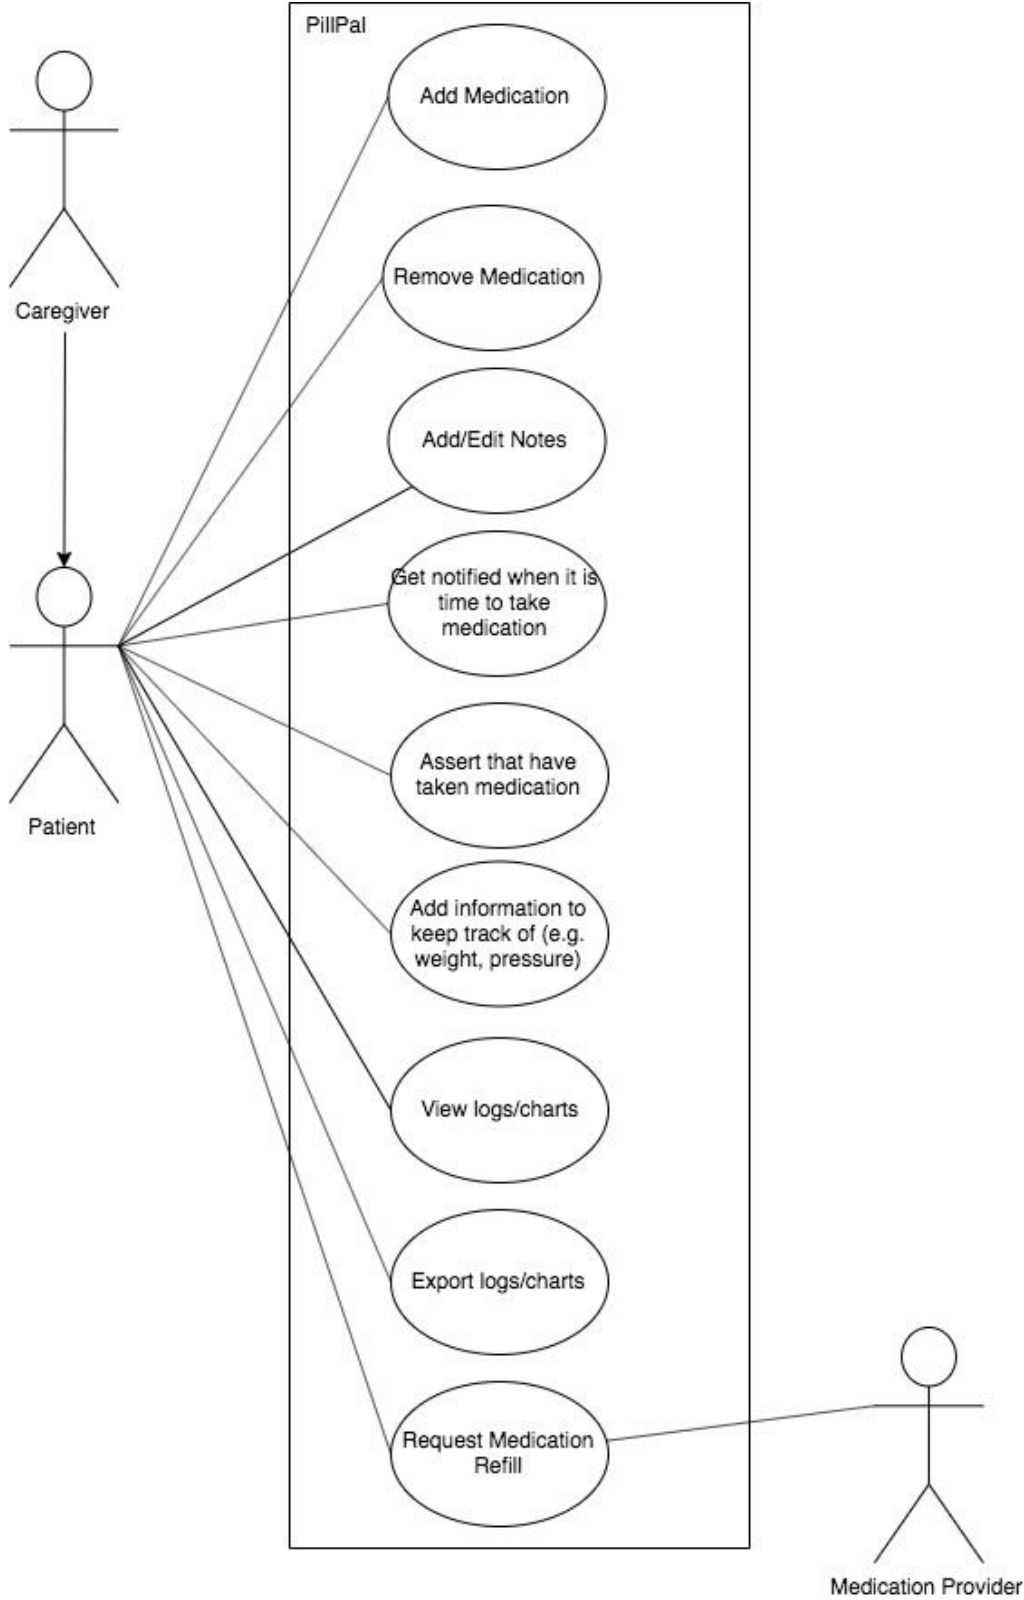 PillPal
Add Medication
Remove Medication
Caregiver
Add/Edit Notes
Get notified when it is
time to take
medication
Assert that have
taken medication
Patient
Add information to
keep track of (e.g.
weight, pressure)
View logs/charts
Export logs/charts
Request Medication
Refill
Medication Provider